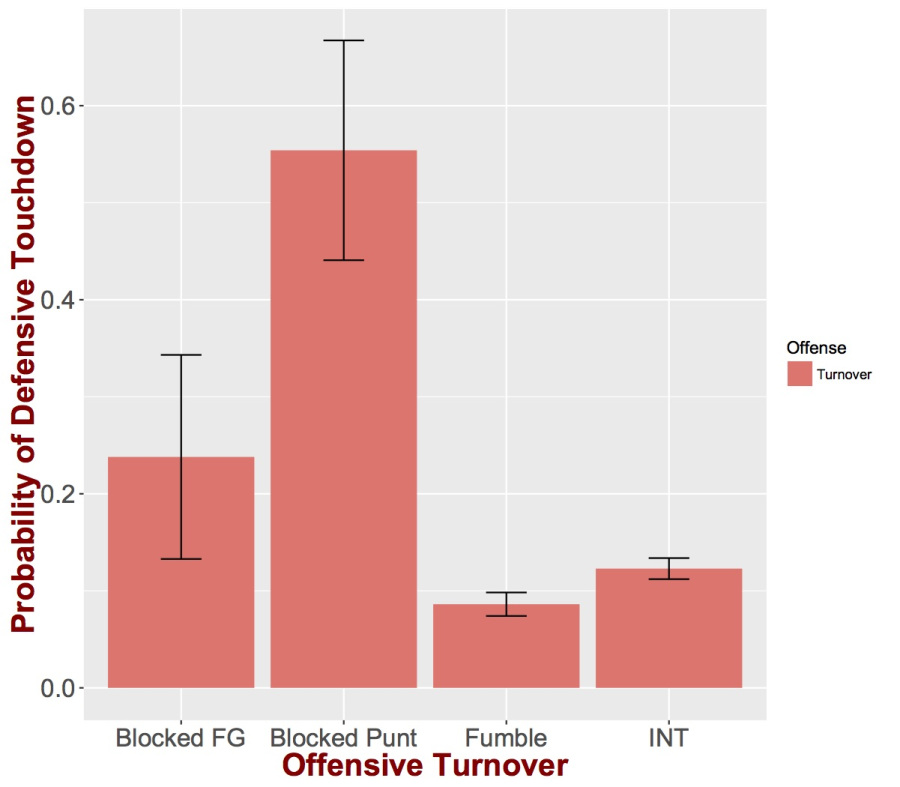 Probability of Defensive Touchdown
0.6
0.4
0.2
0.0
Blocked FG
Blocked Punt
Fumble
INT
Offensive Turnover
Offense
Turnover